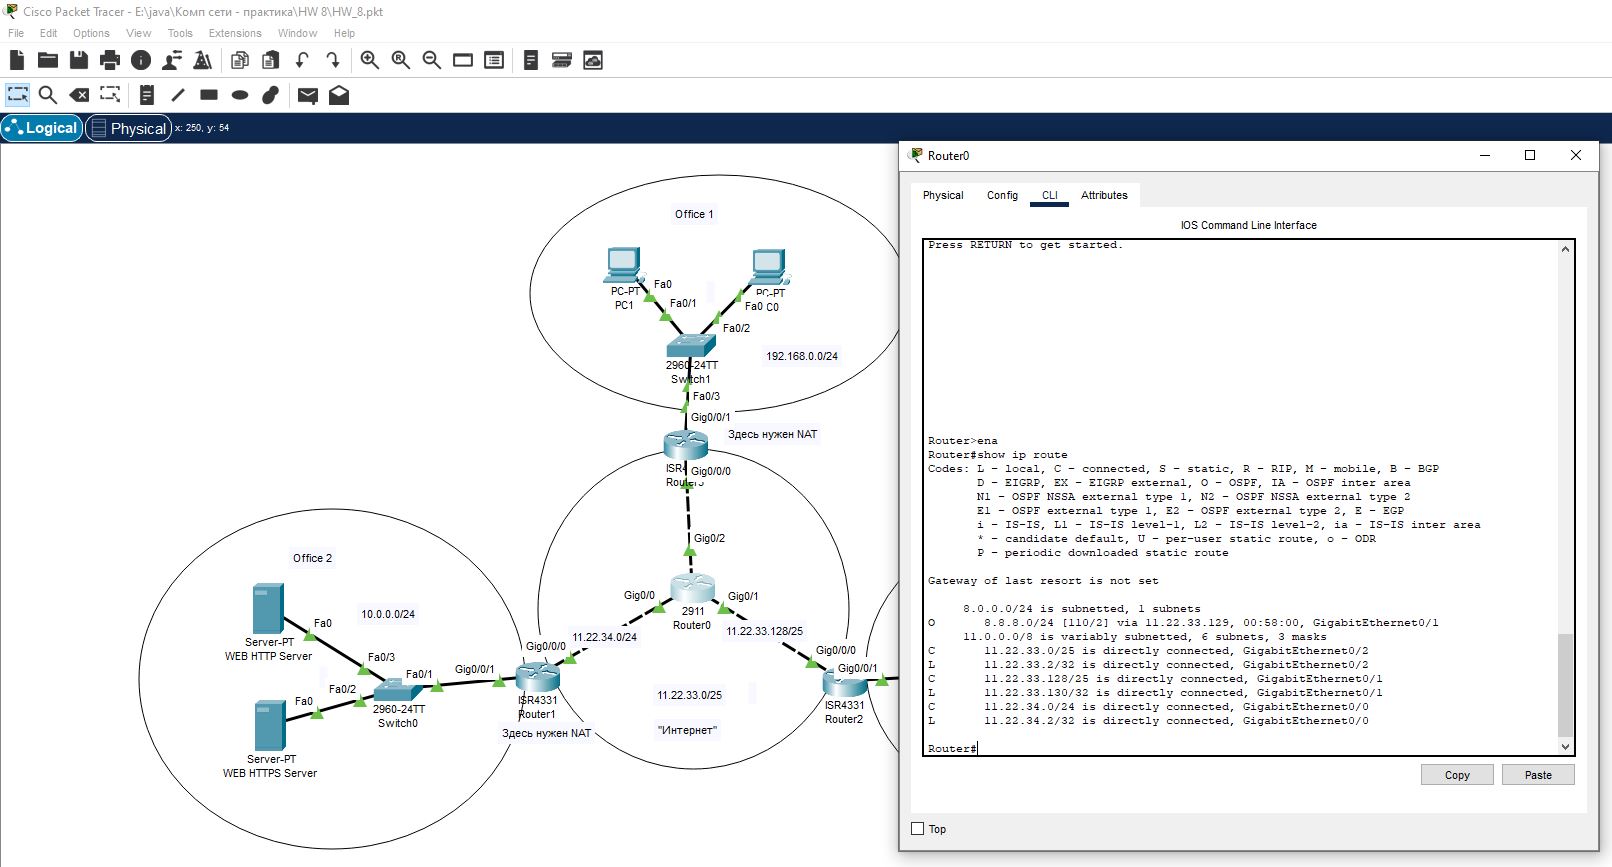 Cisco Packet Tracer - E:\java\Комп сети - практика\HW 8\HW_8.pkt
File Edit Options View Tools Extensions Window Help
Logical Physical x: 250, y: 54
Office 1
PC-PT
PC1
Fa0
Fa0/1
PC-PT
C0
Fa0
Fa0/2
192.168.0.0/24
2960-24TT
Switch1
Fa0/3
Gig0/0/1
Здесь нужен NAT
Gig0/0/0
Gig0/2
Office 2
10.0.0.0/24
Fa0
Server-PT
WEB HTTP Server
Fa0/3
Fa0/1
Fa0/2
Fa0
2960-24TT
Switch0
Server-PT
WEB HTTPS Server
Gig0/0/1
Gig0/0/0
ISR4331
Router1
Здесь нужен NAT
Gig0/0
Gig0/1
2911
Router0
11.22.34.0/24
11.22.33.128/25
11.22.33.0/25
"Интернет"
Gig0/0/0
Gig0/0/1
ISR4331
Router2
Router0
Physical Config CLI Attributes
IOS Command Line Interface
Press RETURN to get started.
Router>ena
Router#show ip route
Codes: L - local, C - connected, S - static, R - RIP, M - mobile, B - BGP
D - EIGRP, EX - EIGRP external, O - OSPF, IA - OSPF inter area
N1 - OSPF NSSA external type 1, N2 - OSPF NSSA external type 2
E1 - OSPF external type 1, E2 - OSPF external type 2, E - EGP
i - IS-IS, L1 - IS-IS level-1, L2 - IS-IS level-2, ia - IS-IS inter area
* - candidate default, U - per-user static route, o - ODR
P - periodic downloaded static route
Gateway of last resort is not set
8.0.0.0/24 is subnetted, 1 subnets
O 8.8.8.0/24 [110/2] via 11.22.33.129, 00:58:00, GigabitEthernet0/1
11.0.0.0/8 is variably subnetted, 6 subnets, 3 masks
C 11.22.33.0/25 is directly connected, GigabitEthernet0/2
L 11.22.33.2/32 is directly connected, GigabitEthernet0/2
C 11.22.33.128/25 is directly connected, GigabitEthernet0/1
L 11.22.33.130/32 is directly connected, GigabitEthernet0/1
C 11.22.34.0/24 is directly connected, GigabitEthernet0/0
L 11.22.34.2/32 is directly connected, GigabitEthernet0/0
Router#
Copy Paste
Top